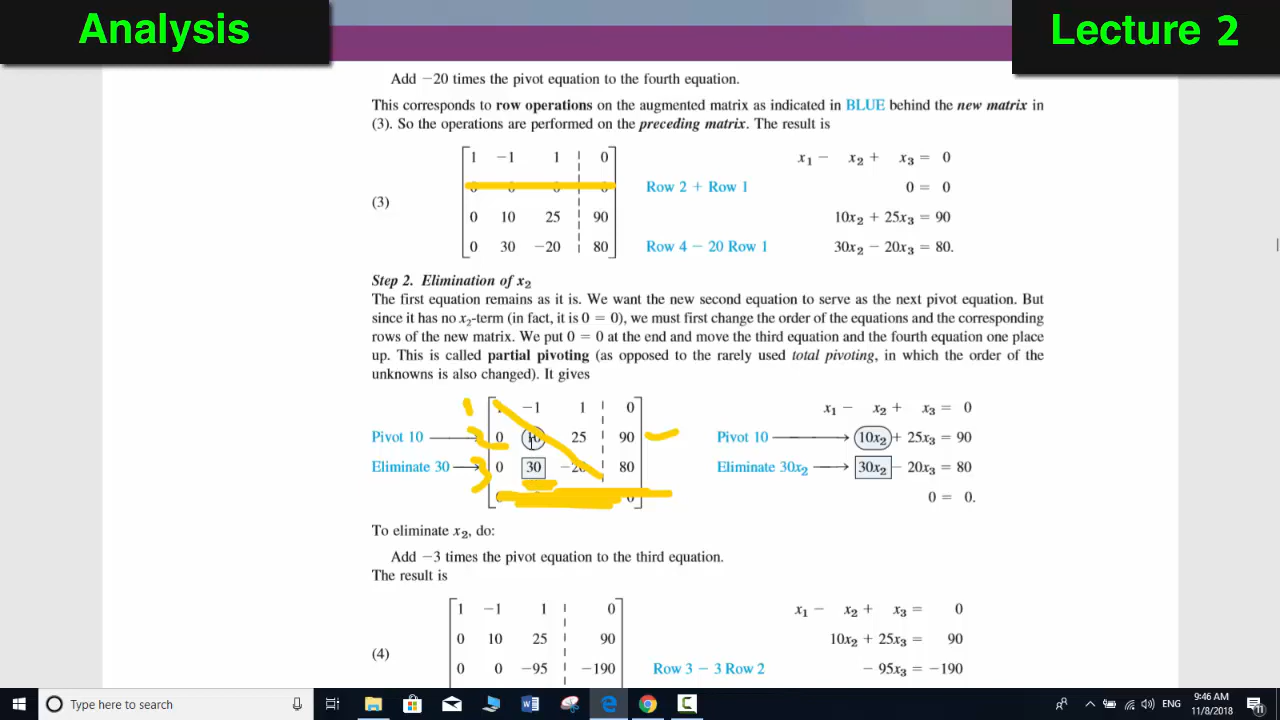 Analysis
Lecture 2
Add −20 times the pivot equation to the fourth equation.
This corresponds to row operations on the augmented matrix as indicated in BLUE behind the new matrix in
(3). So the operations are performed on the preceding matrix. The result is
1 −1 1 | 0 x₁ − x₂ + x₃ = 0
0 0 0 | 0 Row 2 + Row 1 0 = 0
(3)
0 10 25 | 90 10x₂ + 25x₃ = 90
0 30 −20 | 80 Row 4 − 20 Row 1 30x₂ − 20x₃ = 80.
Step 2. Elimination of x₂
The first equation remains as it is. We want the new second equation to serve as the next pivot equation. But
since it has no x₂-term (in fact, it is 0 = 0), we must first change the order of the equations and the corresponding
rows of the new matrix. We put 0 = 0 at the end and move the third equation and the fourth equation one place
up. This is called partial pivoting (as opposed to the rarely used total pivoting, in which the order of the
unknowns is also changed). It gives
1 −1 1 | 0 x₁ − x₂ + x₃ = 0
Pivot 10 0 10 25 | 90 Pivot 10 10x₂ + 25x₃ = 90
Eliminate 30 0 30 −20 | 80 Eliminate 30x₂ 30x₂ − 20x₃ = 80
0 0 0 = 0.
To eliminate x₂, do:
Add −3 times the pivot equation to the third equation.
The result is
1 −1 1 | 0 x₁ − x₂ + x₃ = 0
0 10 25 | 90 10x₂ + 25x₃ = 90
(4)
0 0 −95 | −190 Row 3 − 3 Row 2 − 95x₃ = −190
Type here to search
ENG
9:46 AM
11/8/2018